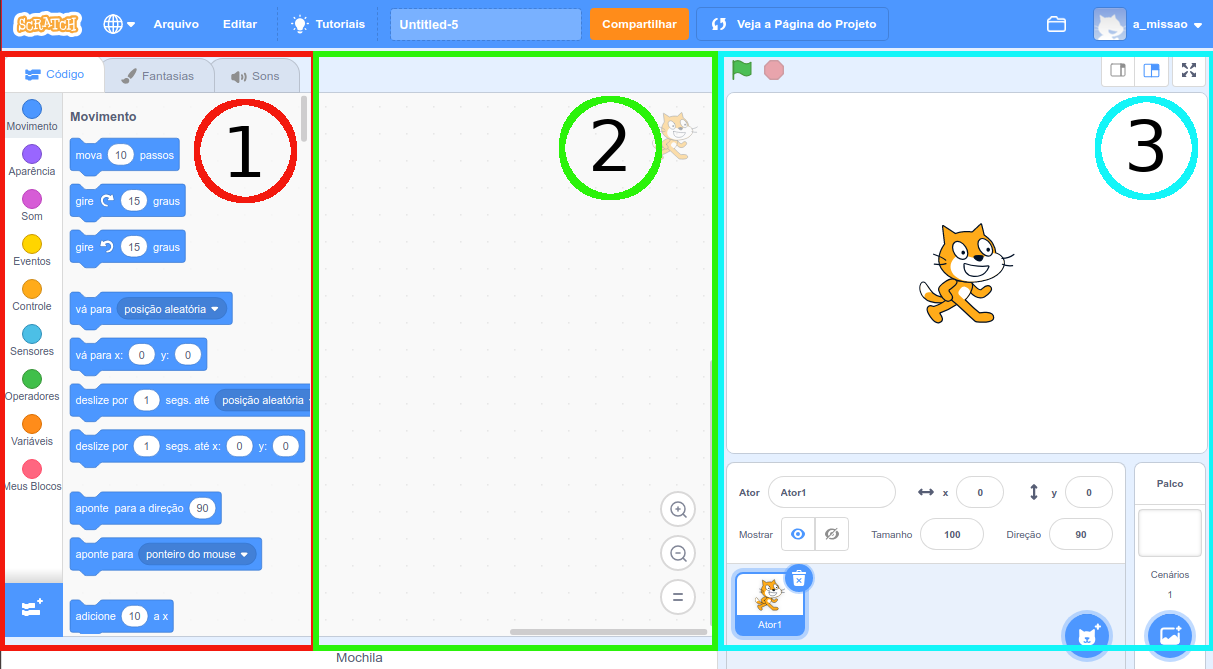 SCRATCH Arquivo Editar Tutoriais Untitled-5 Compartilhar Veja a Página do Projeto a_missao
Código Fantasias Sons
1
2
3
Movimento
Aparência
Som
Eventos
Controle
Sensores
Operadores
Variáveis
Meus Blocos
Movimento
mova 10 passos
gire 15 graus
gire 15 graus
vá para posição aleatória
vá para x: 0 y: 0
deslize por 1 segs. até posição aleatória
deslize por 1 segs. até x: 0 y: 0
aponte para a direção 90
aponte para ponteiro do mouse
adicione 10 a x
Ator Ator1 x 0 y 0
Mostrar Tamanho 100 Direção 90
Ator1
Palco
Cenários
1
Mochila